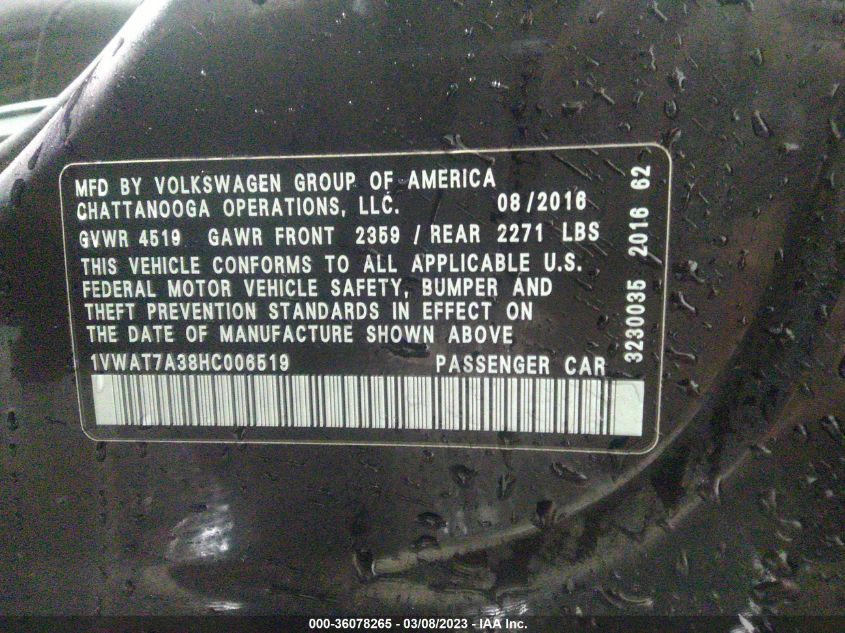 MFD BY VOLKSWAGEN GROUP OF AMERICA
CHATTANOOGA OPERATIONS, LLC. 08/2016
GVWR 4519 GAWR FRONT 2359 / REAR 2271 LBS
THIS VEHICLE CONFORMS TO ALL APPLICABLE U.S.
FEDERAL MOTOR VEHICLE SAFETY, BUMPER AND
THEFT PREVENTION STANDARDS IN EFFECT ON
THE DATE OF MANUFACTURE SHOWN ABOVE
1VWAT7A38HC006519 PASSENGER CAR
3230035 2016 62
000-36078265 - 03/08/2023 - IAA Inc.